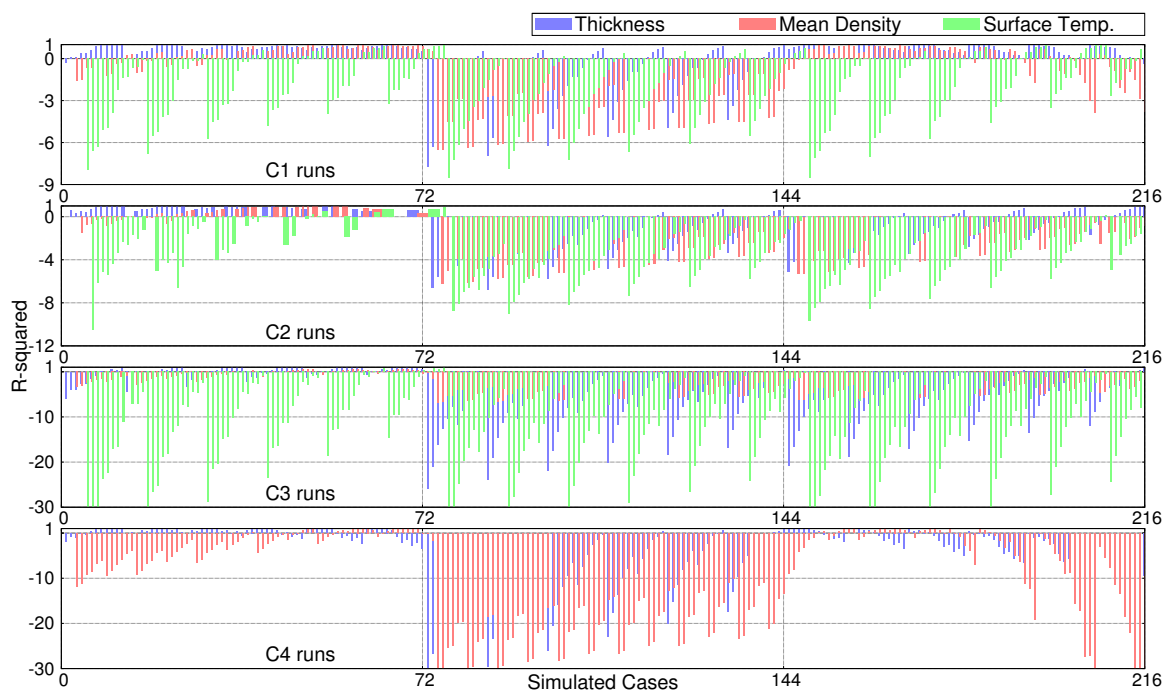 Thickness Mean Density Surface Temp.
1
0
-3
-6
-9
C1 runs
0 72 144 216
1
0
-4
-8
-12
C2 runs
0 72 144 216
R-squared
1
-10
-20
-30
C3 runs
0 72 144 216
1
-10
-20
-30
C4 runs
0 72 144 216
Simulated Cases